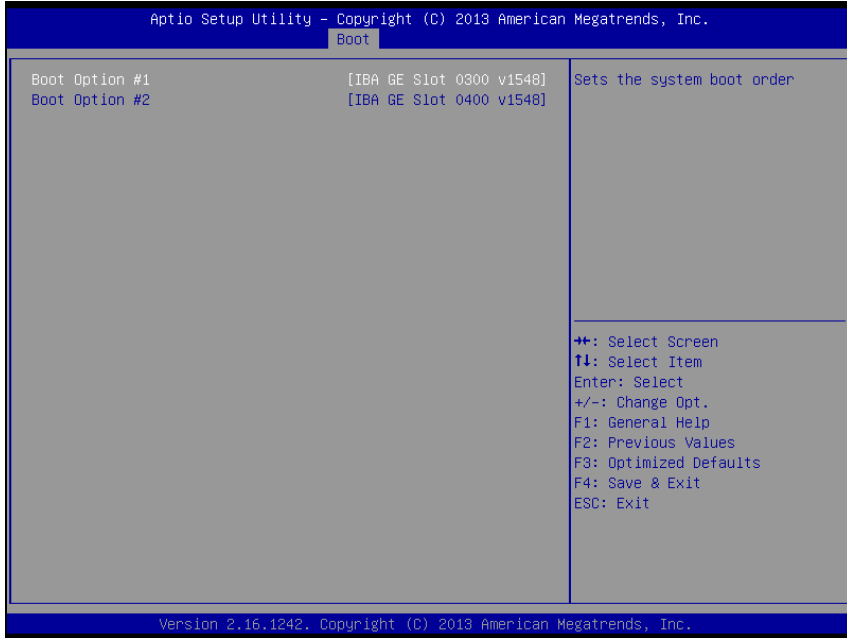 Aptio Setup Utility – Copyright (C) 2013 American Megatrends, Inc.
Boot
Boot Option #1 [IBA GE Slot 0300 v1548]
Boot Option #2 [IBA GE Slot 0400 v1548]
Sets the system boot order
→←: Select Screen
↑↓: Select Item
Enter: Select
+/-: Change Opt.
F1: General Help
F2: Previous Values
F3: Optimized Defaults
F4: Save & Exit
ESC: Exit
Version 2.16.1242. Copyright (C) 2013 American Megatrends, Inc.